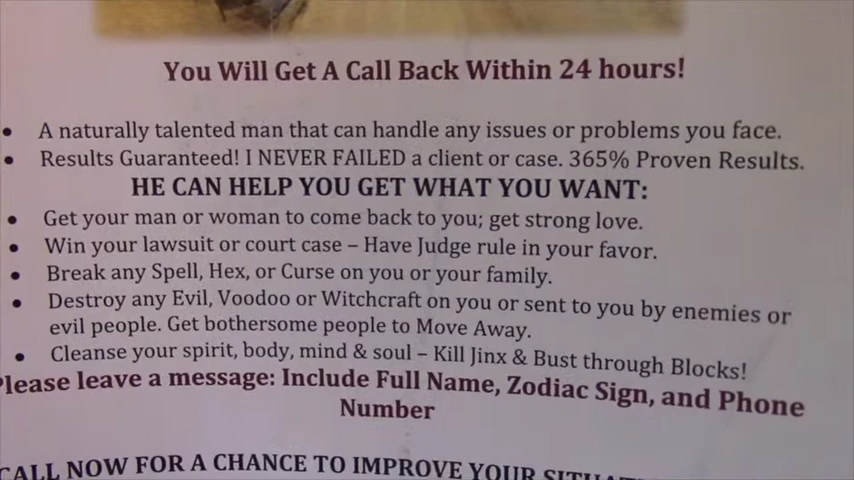 You Will Get A Call Back Within 24 hours!
• A naturally talented man that can handle any issues or problems you face.
• Results Guaranteed! I NEVER FAILED a client or case. 365% Proven Results.
HE CAN HELP YOU GET WHAT YOU WANT:
• Get your man or woman to come back to you; get strong love.
• Win your lawsuit or court case – Have Judge rule in your favor.
• Break any Spell, Hex, or Curse on you or your family.
• Destroy any Evil, Voodoo or Witchcraft on you or sent to you by enemies or
evil people. Get bothersome people to Move Away.
• Cleanse your spirit, body, mind & soul – Kill Jinx & Bust through Blocks!
Please leave a message: Include Full Name, Zodiac Sign, and Phone
Number
CALL NOW FOR A CHANCE TO IMPROVE YOUR